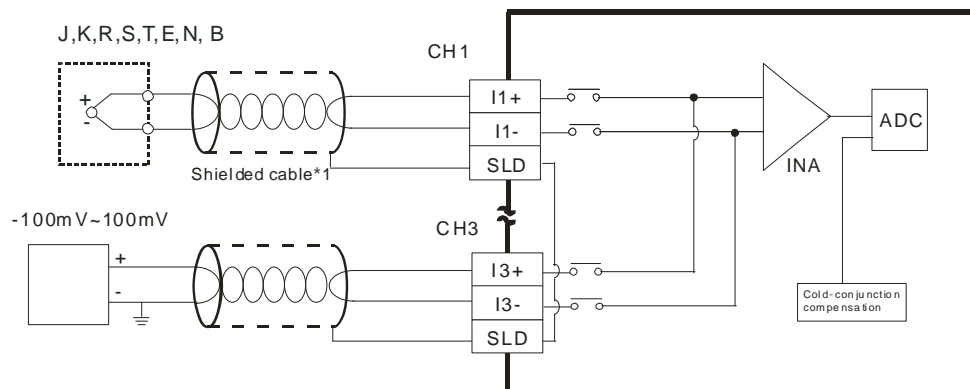 J,K,R,S,T,E,N, B
CH1
+
-
I1+
I1-
SLD
INA
ADC
Shielded cable*1
-100mV~100mV
CH3
+
-
I3+
I3-
SLD
Cold-conjunction
compensation